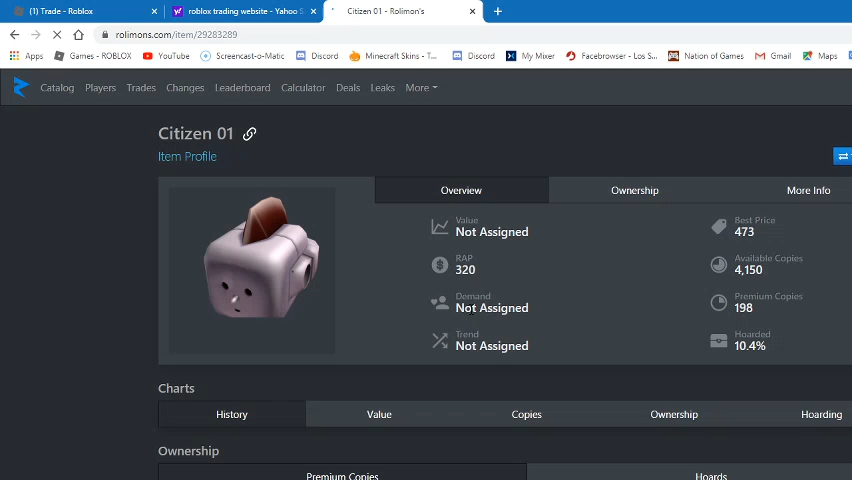 (1) Trade - Roblox
roblox trading website - Yahoo S
Citizen 01 - Rolimon's
rolimons.com/item/29283289
Apps
Games - ROBLOX
YouTube
Screencast-o-Matic
Discord
Minecraft Skins - T...
Discord
My Mixer
Facebrowser - Los S...
Nation of Games
Gmail
Maps
Catalog
Players
Trades
Changes
Leaderboard
Calculator
Deals
Leaks
More
Citizen 01
Item Profile
Overview
Ownership
More Info
Value
Not Assigned
Best Price
473
RAP
320
Available Copies
4,150
Demand
Not Assigned
Premium Copies
198
Trend
Not Assigned
Hoarded
10.4%
Charts
History
Value
Copies
Ownership
Hoarding
Ownership
Premium Copies
Hoards